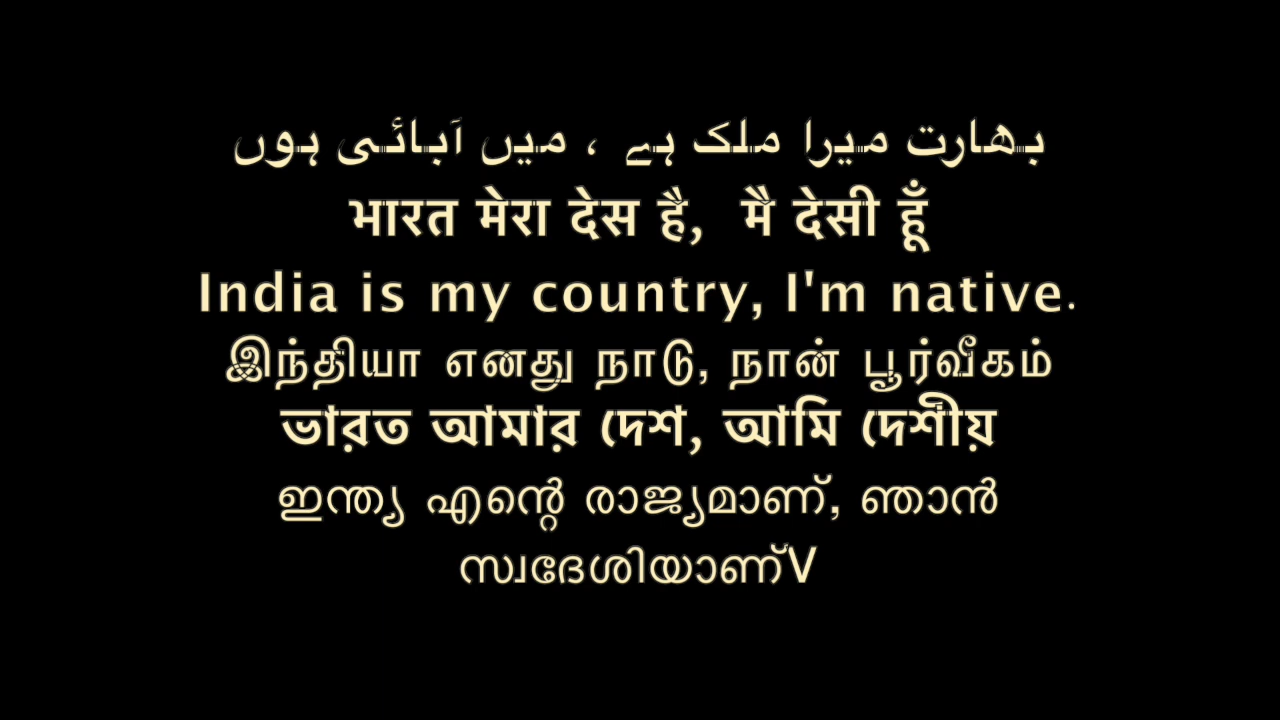 بھارت میرا ملک ہے ، میں آبائی ہوں
भारत मेरा देस है, मै देसी हूँ
India is my country, I'm native.
இந்தியா எனது நாடு, நான் பூர்வீகம்
ভারত আমার দেশ, আমি দেশীয়
ഇന്ത്യ എന്റെ രാജ്യമാണ്, ഞാൻ
സ്വദേശിയാണ്V